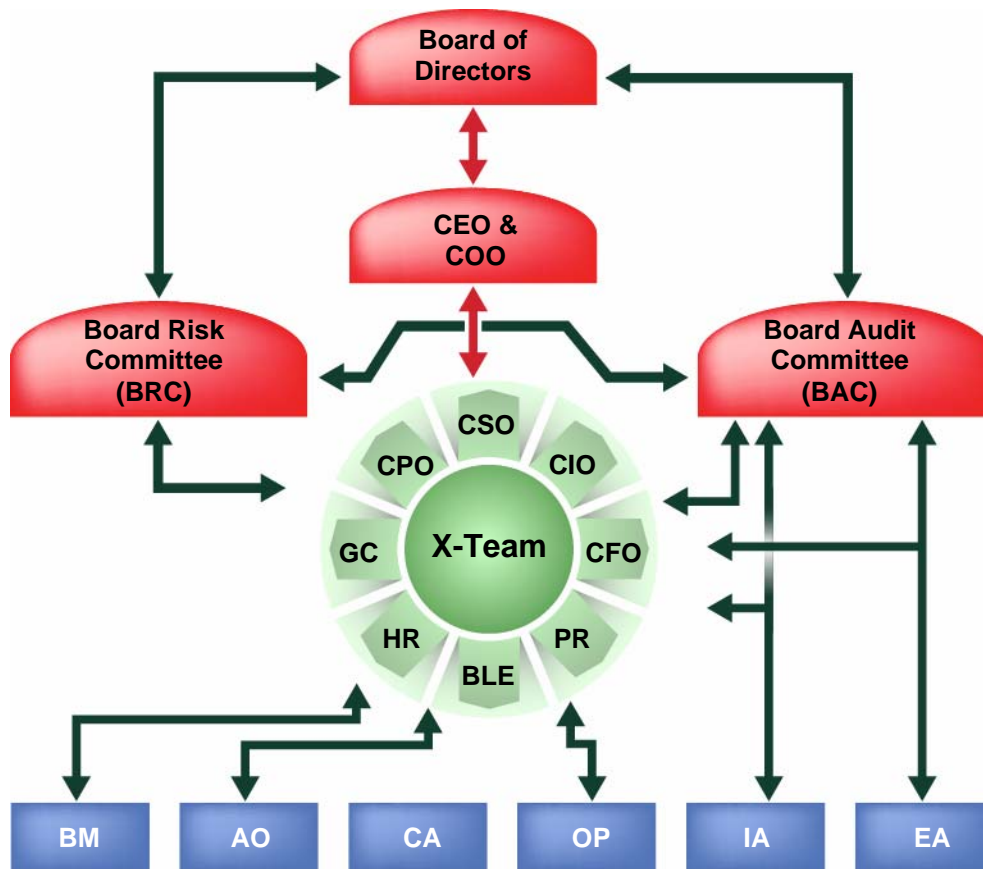 Board of
Directors
CEO &
COO
Board Risk
Committee
(BRC)
Board Audit
Committee
(BAC)
CSO
CPO
CIO
GC
X-Team
CFO
HR
PR
BLE
BM
AO
CA
OP
IA
EA